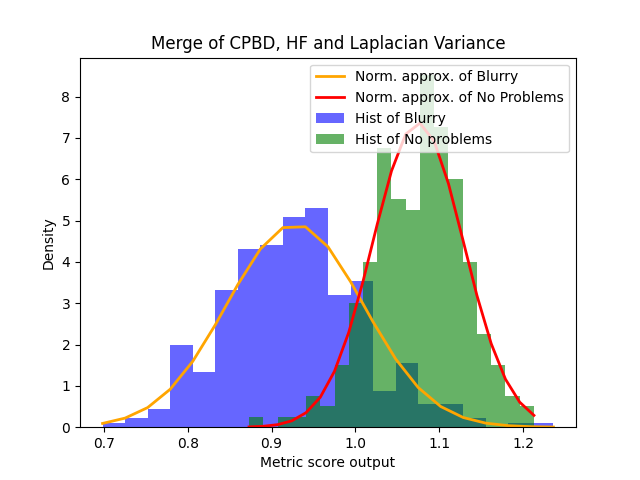 Merge of CPBD, HF and Laplacian Variance
Norm. approx. of Blurry
Norm. approx. of No Problems
Hist of Blurry
Hist of No problems
Density
8
7
6
5
4
3
2
1
0
0.7 0.8 0.9 1.0 1.1 1.2
Metric score output